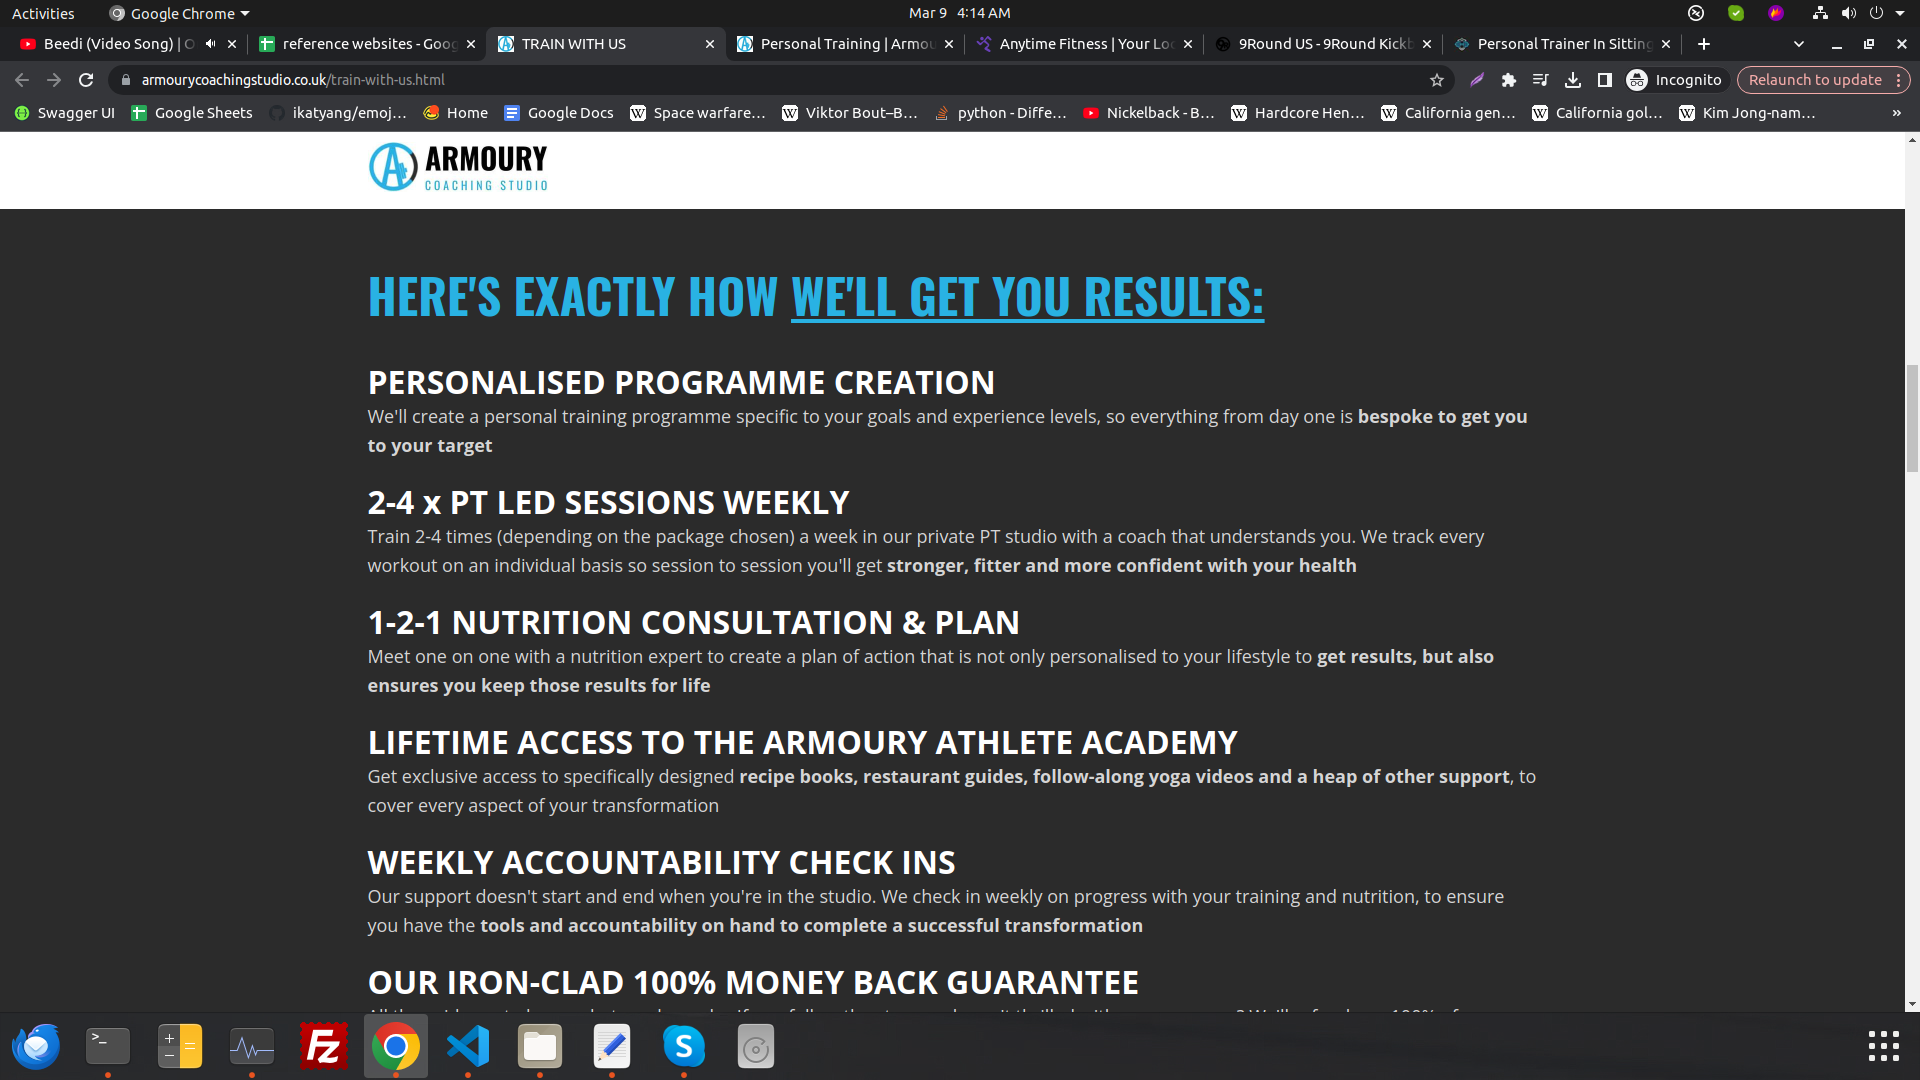 Activities
Google Chrome
Mar 9 4:14 AM
Beedi (Video Song) | O
reference websites - Goog
TRAIN WITH US
Personal Training | Armou
Anytime Fitness | Your Loc
9Round US - 9Round Kickb
Personal Trainer In Sitting
armourycoachingstudio.co.uk/train-with-us.html
Incognito
Relaunch to update
Swagger UI
Google Sheets
ikatyang/emoj…
Home
Google Docs
Space warfare…
Viktor Bout–B…
python - Diffe…
Nickelback - B…
Hardcore Hen…
California gen…
California gol…
Kim Jong-nam…
»
ARMOURY
COACHING STUDIO
HERE'S EXACTLY HOW WE'LL GET YOU RESULTS:
PERSONALISED PROGRAMME CREATION
We'll create a personal training programme specific to your goals and experience levels, so everything from day one is bespoke to get you
to your target
2-4 x PT LED SESSIONS WEEKLY
Train 2-4 times (depending on the package chosen) a week in our private PT studio with a coach that understands you. We track every
workout on an individual basis so session to session you'll get stronger, fitter and more confident with your health
1-2-1 NUTRITION CONSULTATION & PLAN
Meet one on one with a nutrition expert to create a plan of action that is not only personalised to your lifestyle to get results, but also
ensures you keep those results for life
LIFETIME ACCESS TO THE ARMOURY ATHLETE ACADEMY
Get exclusive access to specifically designed recipe books, restaurant guides, follow-along yoga videos and a heap of other support, to
cover every aspect of your transformation
WEEKLY ACCOUNTABILITY CHECK INS
Our support doesn't start and end when you're in the studio. We check in weekly on progress with your training and nutrition, to ensure
you have the tools and accountability on hand to complete a successful transformation
OUR IRON-CLAD 100% MONEY BACK GUARANTEE